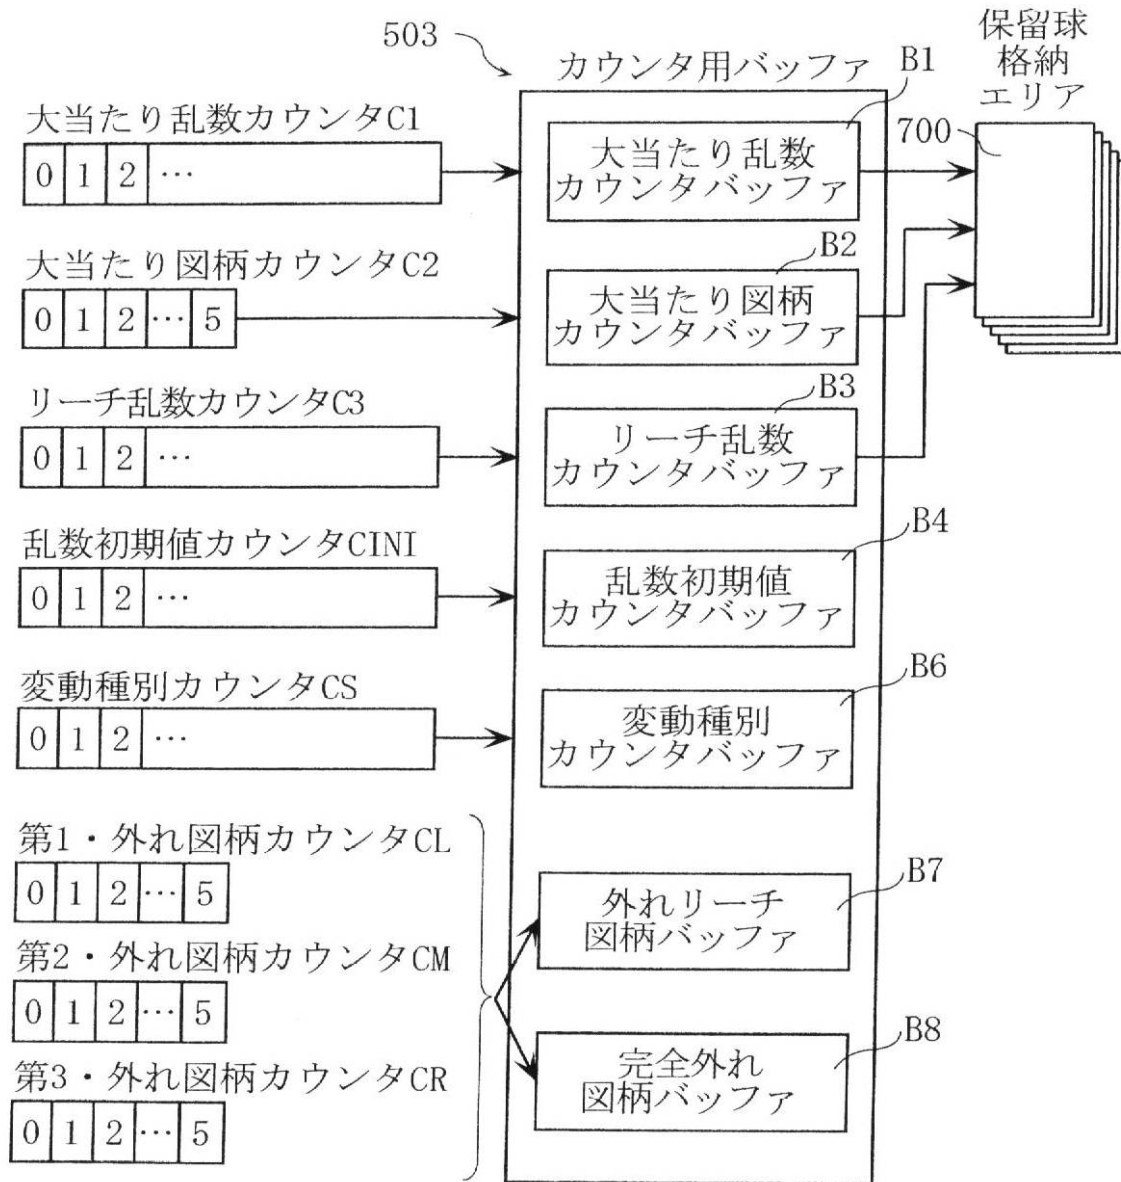 503
カウンタ用バッファ
B1
保留球
格納
エリア
700
大当たり乱数カウンタC1
0 1 2 …
大当たり乱数
カウンタバッファ
大当たり図柄カウンタC2
0 1 2 … 5
B2
大当たり図柄
カウンタバッファ
リーチ乱数カウンタC3
0 1 2 …
B3
リーチ乱数
カウンタバッファ
乱数初期値カウンタCINI
0 1 2 …
B4
乱数初期値
カウンタバッファ
変動種別カウンタCS
0 1 2 …
B6
変動種別
カウンタバッファ
第1・外れ図柄カウンタCL
0 1 2 … 5
B7
外れリーチ
図柄バッファ
第2・外れ図柄カウンタCM
0 1 2 … 5
第3・外れ図柄カウンタCR
0 1 2 … 5
B8
完全外れ
図柄バッファ